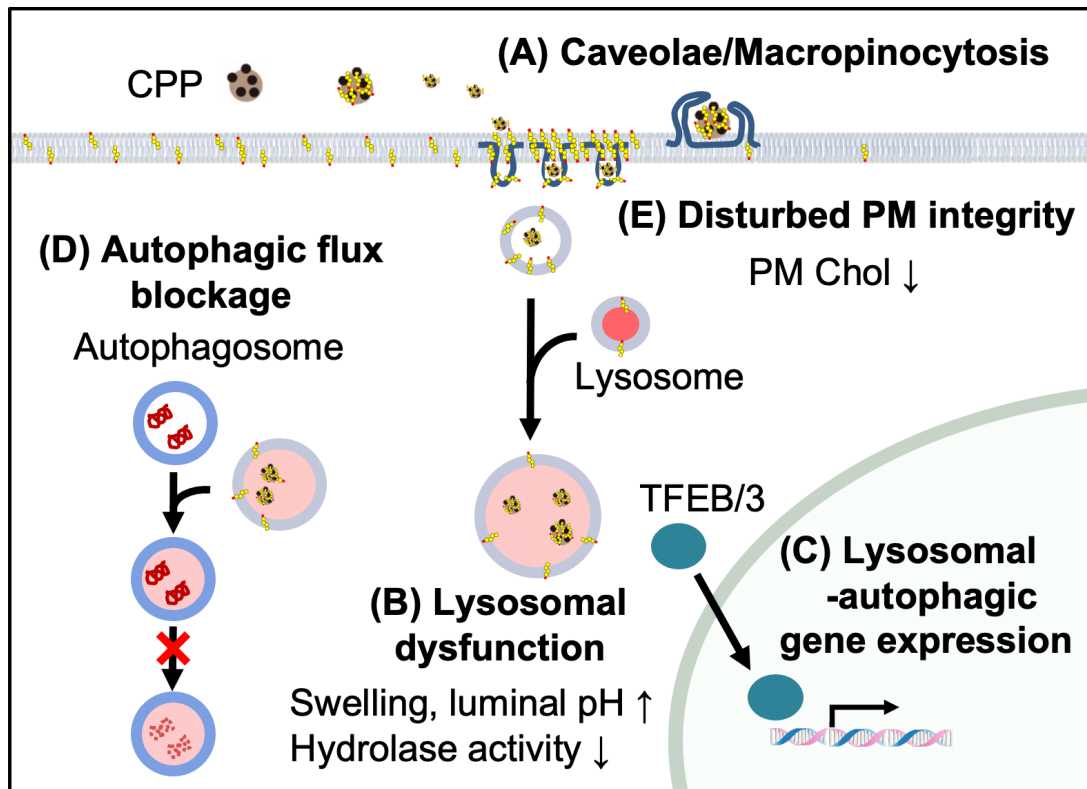 (A) Caveolae/Macropinocytosis
CPP
(E) Disturbed PM integrity
PM Chol ↓
(D) Autophagic flux
blockage
Autophagosome
Lysosome
TFEB/3
(B) Lysosomal
dysfunction
Swelling, luminal pH ↑
Hydrolase activity ↓
(C) Lysosomal
-autophagic
gene expression